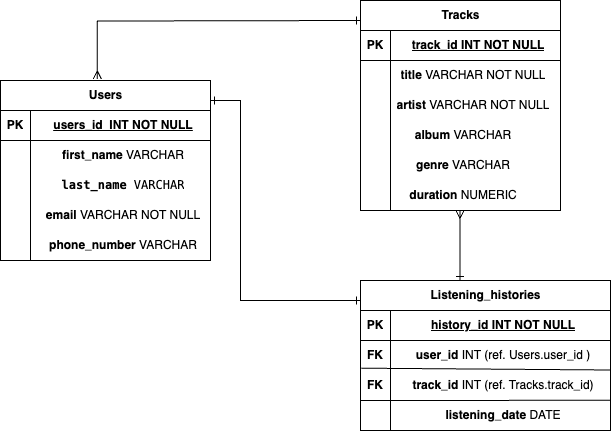 Tracks
PK track_id INT NOT NULL
title VARCHAR NOT NULL
artist VARCHAR NOT NULL
album VARCHAR
genre VARCHAR
duration NUMERIC
Users
PK users_id INT NOT NULL
first_name VARCHAR
last_name VARCHAR
email VARCHAR NOT NULL
phone_number VARCHAR
Listening_histories
PK history_id INT NOT NULL
FK user_id INT (ref. Users.user_id )
FK track_id INT (ref. Tracks.track_id)
listening_date DATE